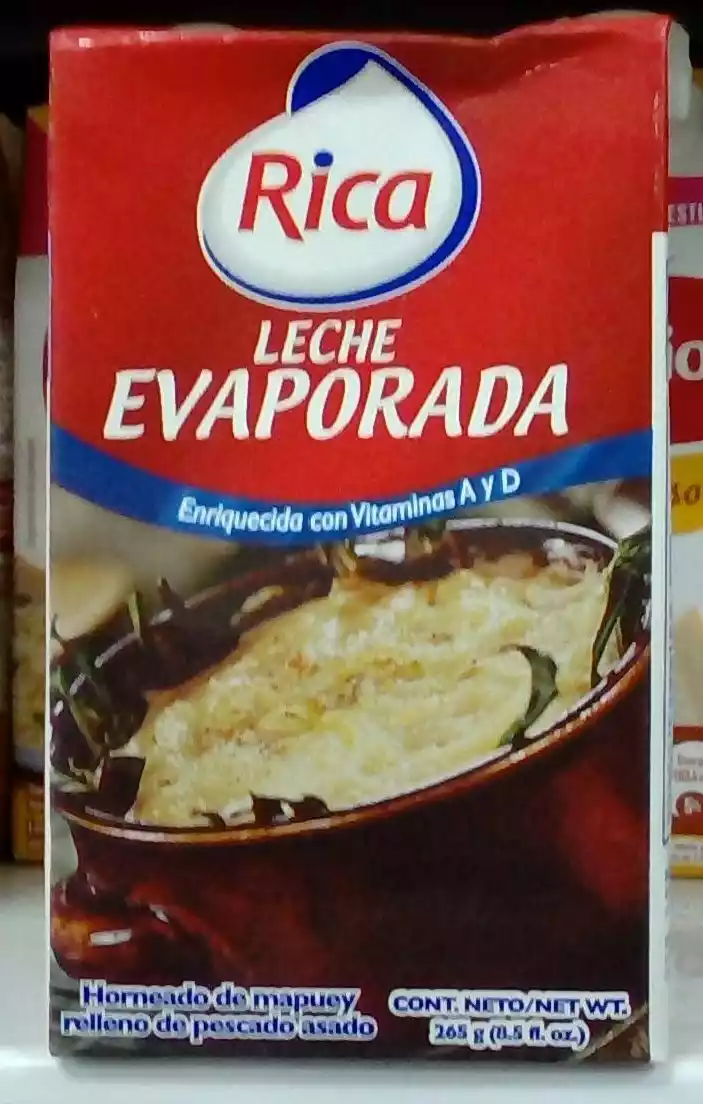 Rica
LECHE
EVAPORADA
Enriquecida con Vitaminas A y D
Horneado de mapuey
relleno de pescado asado
CONT. NETO/NET WT.
265 g (8.5 fl. oz.)